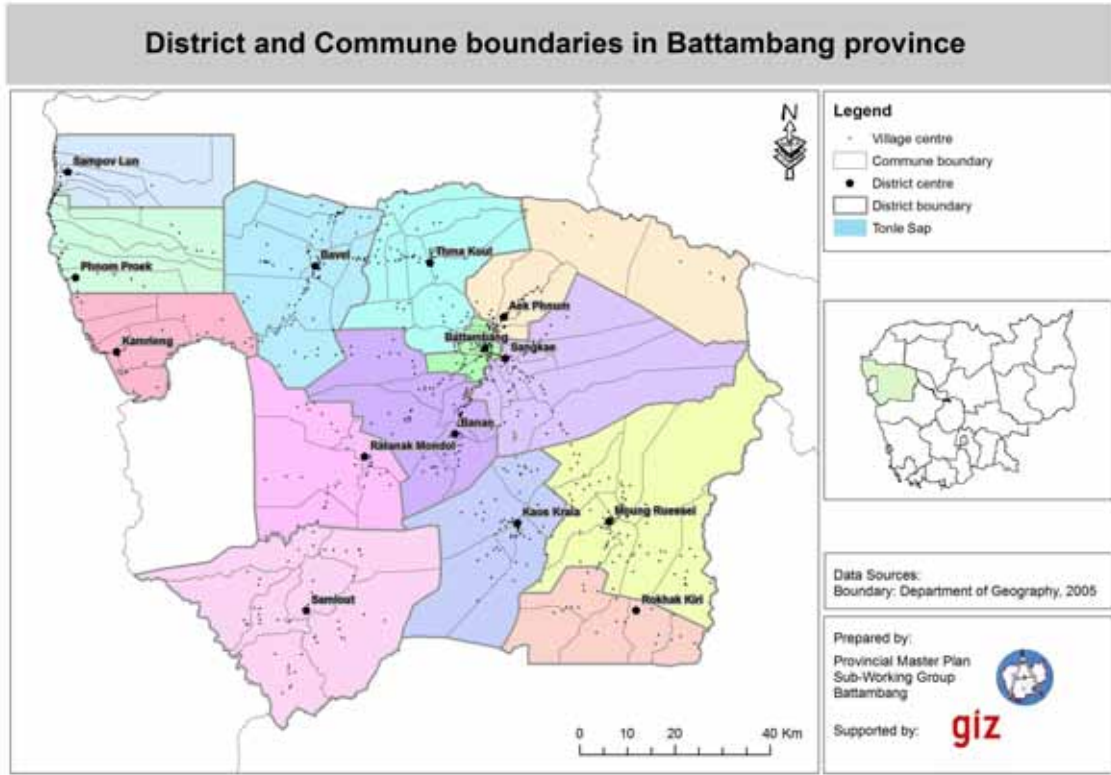 District and Commune boundaries in Battambang province
Sampov Lun
Phnom Proek
Kamrieng
Bavel
Thma Koul
Aek Phnum
Battambang
Sangkae
Banan
Ratanak Mondol
Kaos Krala
Moung Ruessei
Samlout
Rokhak Kiri
0 10 20 40 Km
N
Legend
Village centre
Commune boundary
District centre
District boundary
Tonle Sap
Data Sources:
Boundary: Department of Geography, 2005
Prepared by:
Provincial Master Plan
Sub-Working Group
Battambang
Supported by:
giz